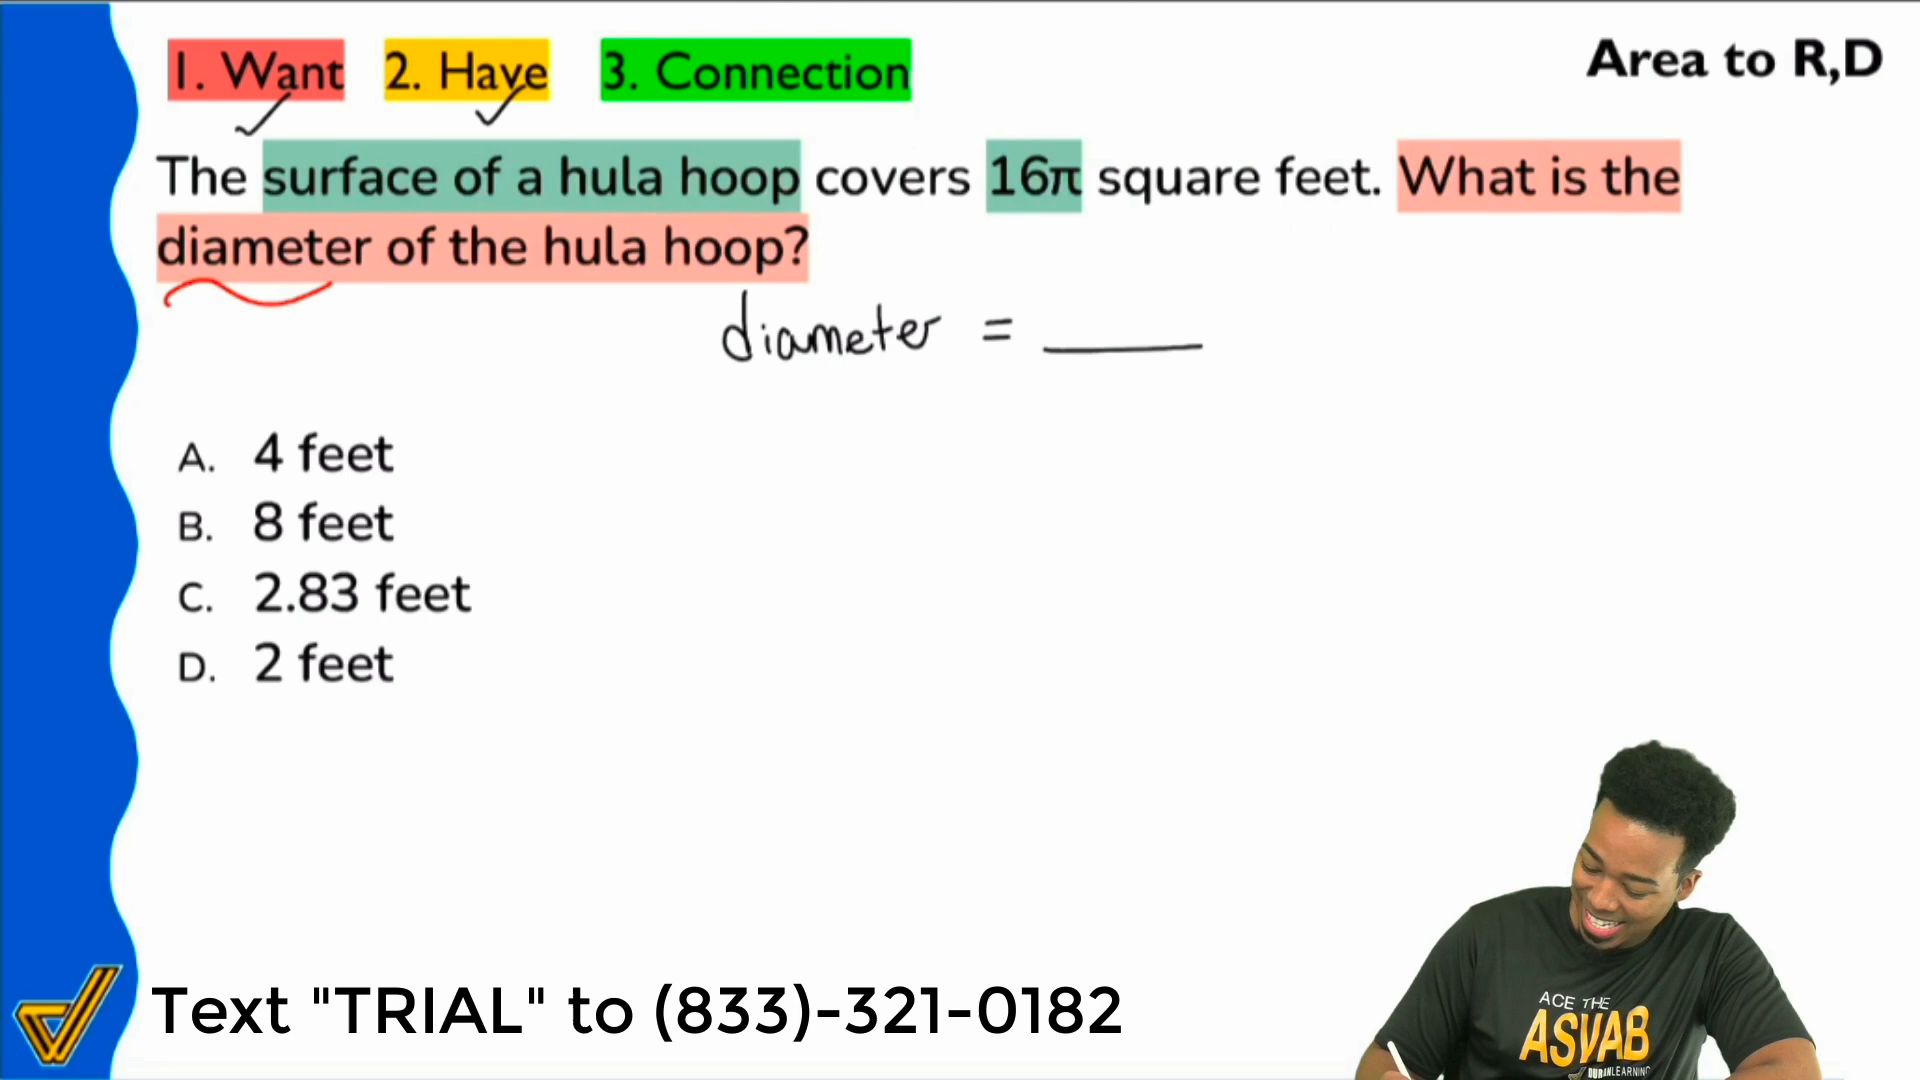 1. Want 2. Have 3. Connection
Area to R,D
The surface of a hula hoop covers 16π square feet. What is the
diameter of the hula hoop?
diameter = ____
A. 4 feet
B. 8 feet
C. 2.83 feet
D. 2 feet
Text "TRIAL" to (833)-321-0182
ACE THE
ASVAB
DURANLEARNING